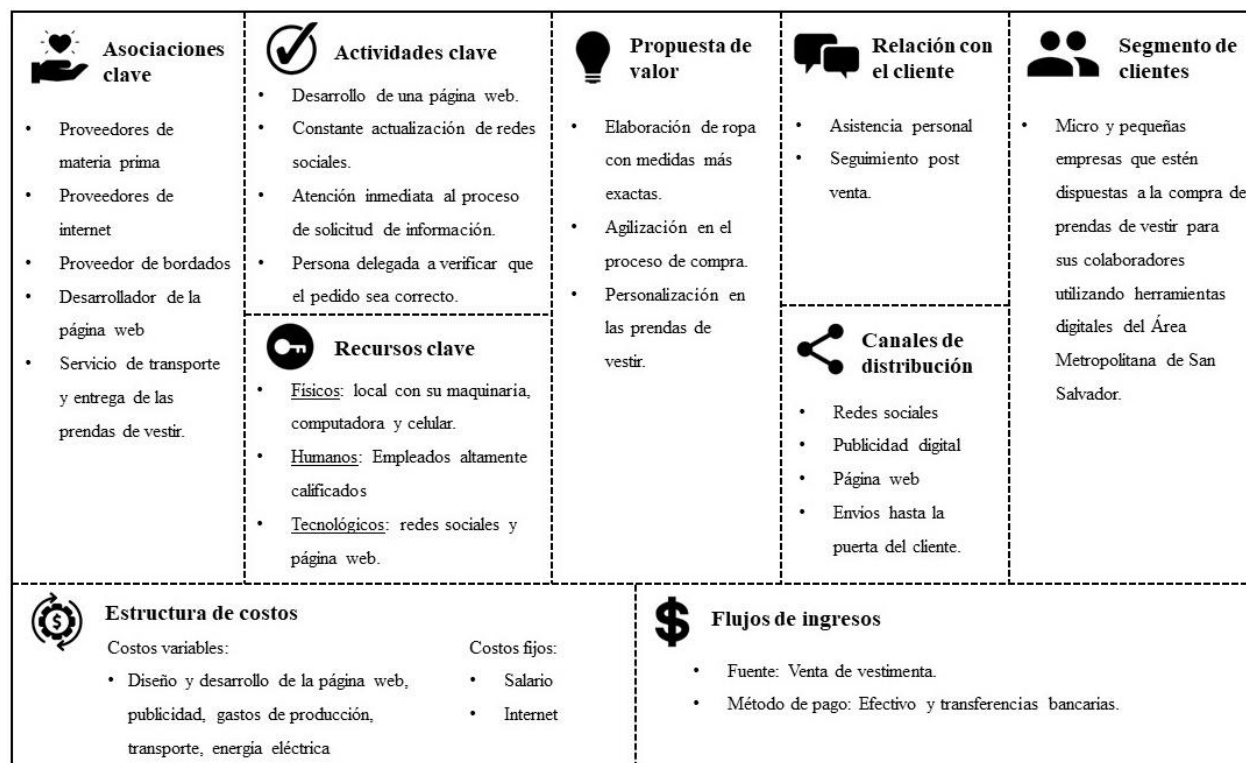 Asociaciones
clave
• Proveedores de
materia prima
• Proveedores de
internet
• Proveedor de bordados
• Desarrollador de la
página web
• Servicio de transporte
y entrega de las
prendas de vestir.
Actividades clave
• Desarrollo de una página web.
• Constante actualización de redes
sociales.
• Atención inmediata al proceso
de solicitud de información.
• Persona delegada a verificar que
el pedido sea correcto.
Recursos clave
• Físicos: local con su maquinaria,
computadora y celular.
• Humanos: Empleados altamente
calificados
• Tecnológicos: redes sociales y
página web.
Propuesta de
valor
• Elaboración de ropa
con medidas más
exactas.
• Agilización en el
proceso de compra.
• Personalización en
las prendas de
vestir.
Relación con
el cliente
• Asistencia personal
• Seguimiento post
venta.
Canales de
distribución
• Redes sociales
• Publicidad digital
• Página web
• Envíos hasta la
puerta del cliente.
Segmento de
clientes
• Micro y pequeñas
empresas que estén
dispuestas a la compra de
prendas de vestir para
sus colaboradores
utilizando herramientas
digitales del Área
Metropolitana de San
Salvador.
$
Estructura de costos
Costos variables:
• Diseño y desarrollo de la página web,
publicidad, gastos de producción,
transporte, energía eléctrica
Costos fijos:
• Salario
• Internet
$
Flujos de ingresos
• Fuente: Venta de vestimenta.
• Método de pago: Efectivo y transferencias bancarias.